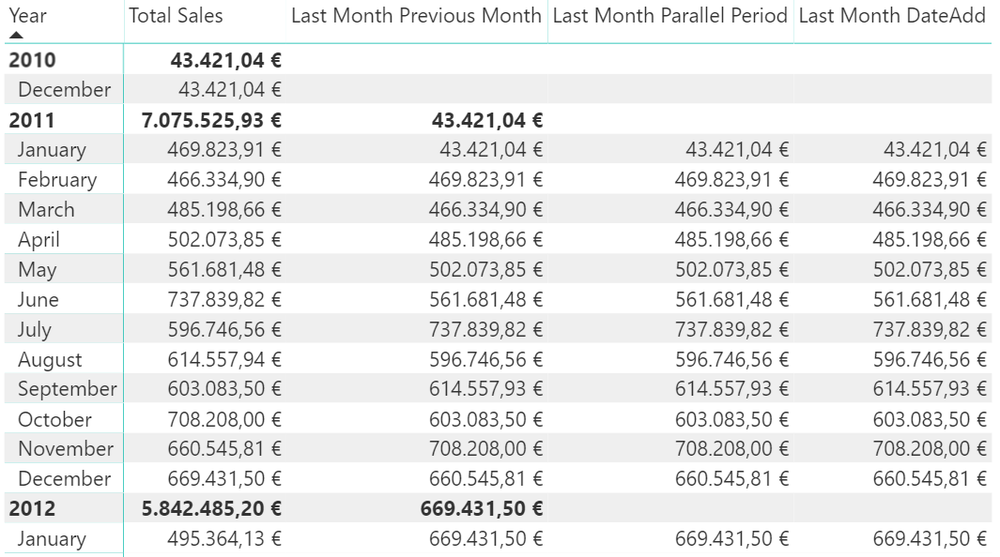 Year Total Sales Last Month Previous Month Last Month Parallel Period Last Month DateAdd
2010 43.421,04 €
December 43.421,04 €
2011 7.075.525,93 € 43.421,04 €
January 469.823,91 € 43.421,04 € 43.421,04 € 43.421,04 €
February 466.334,90 € 469.823,91 € 469.823,91 € 469.823,91 €
March 485.198,66 € 466.334,90 € 466.334,90 € 466.334,90 €
April 502.073,85 € 485.198,66 € 485.198,66 € 485.198,66 €
May 561.681,48 € 502.073,85 € 502.073,85 € 502.073,85 €
June 737.839,82 € 561.681,48 € 561.681,48 € 561.681,48 €
July 596.746,56 € 737.839,82 € 737.839,82 € 737.839,82 €
August 614.557,94 € 596.746,56 € 596.746,56 € 596.746,56 €
September 603.083,50 € 614.557,93 € 614.557,93 € 614.557,93 €
October 708.208,00 € 603.083,50 € 603.083,50 € 603.083,50 €
November 660.545,81 € 708.208,00 € 708.208,00 € 708.208,00 €
December 669.431,50 € 660.545,81 € 660.545,81 € 660.545,81 €
2012 5.842.485,20 € 669.431,50 €
January 495.364,13 € 669.431,50 € 669.431,50 € 669.431,50 €